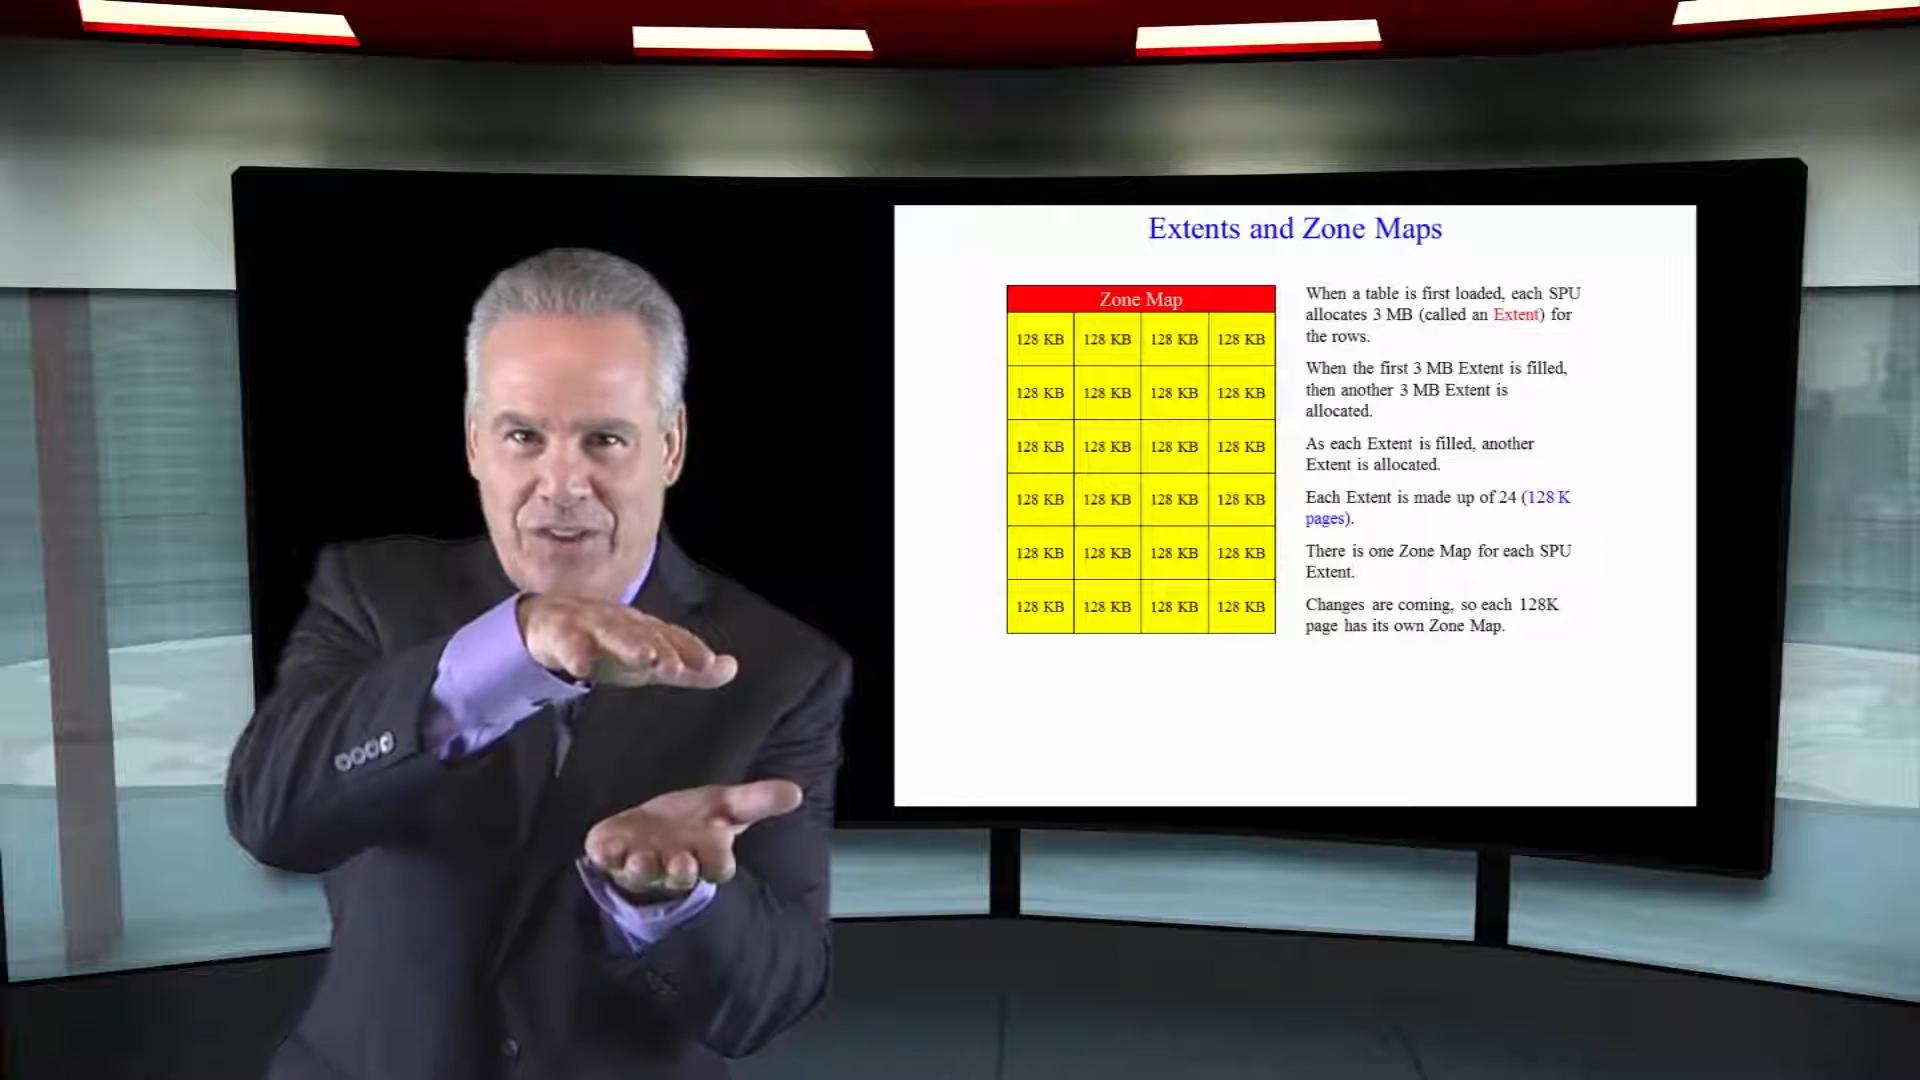 Extents and Zone Maps
Zone Map
128 KB 128 KB 128 KB 128 KB
128 KB 128 KB 128 KB 128 KB
128 KB 128 KB 128 KB 128 KB
128 KB 128 KB 128 KB 128 KB
128 KB 128 KB 128 KB 128 KB
128 KB 128 KB 128 KB 128 KB
When a table is first loaded, each SPU
allocates 3 MB (called an Extent) for
the rows.
When the first 3 MB Extent is filled,
then another 3 MB Extent is
allocated.
As each Extent is filled, another
Extent is allocated.
Each Extent is made up of 24 (128 K
pages).
There is one Zone Map for each SPU
Extent.
Changes are coming, so each 128K
page has its own Zone Map.